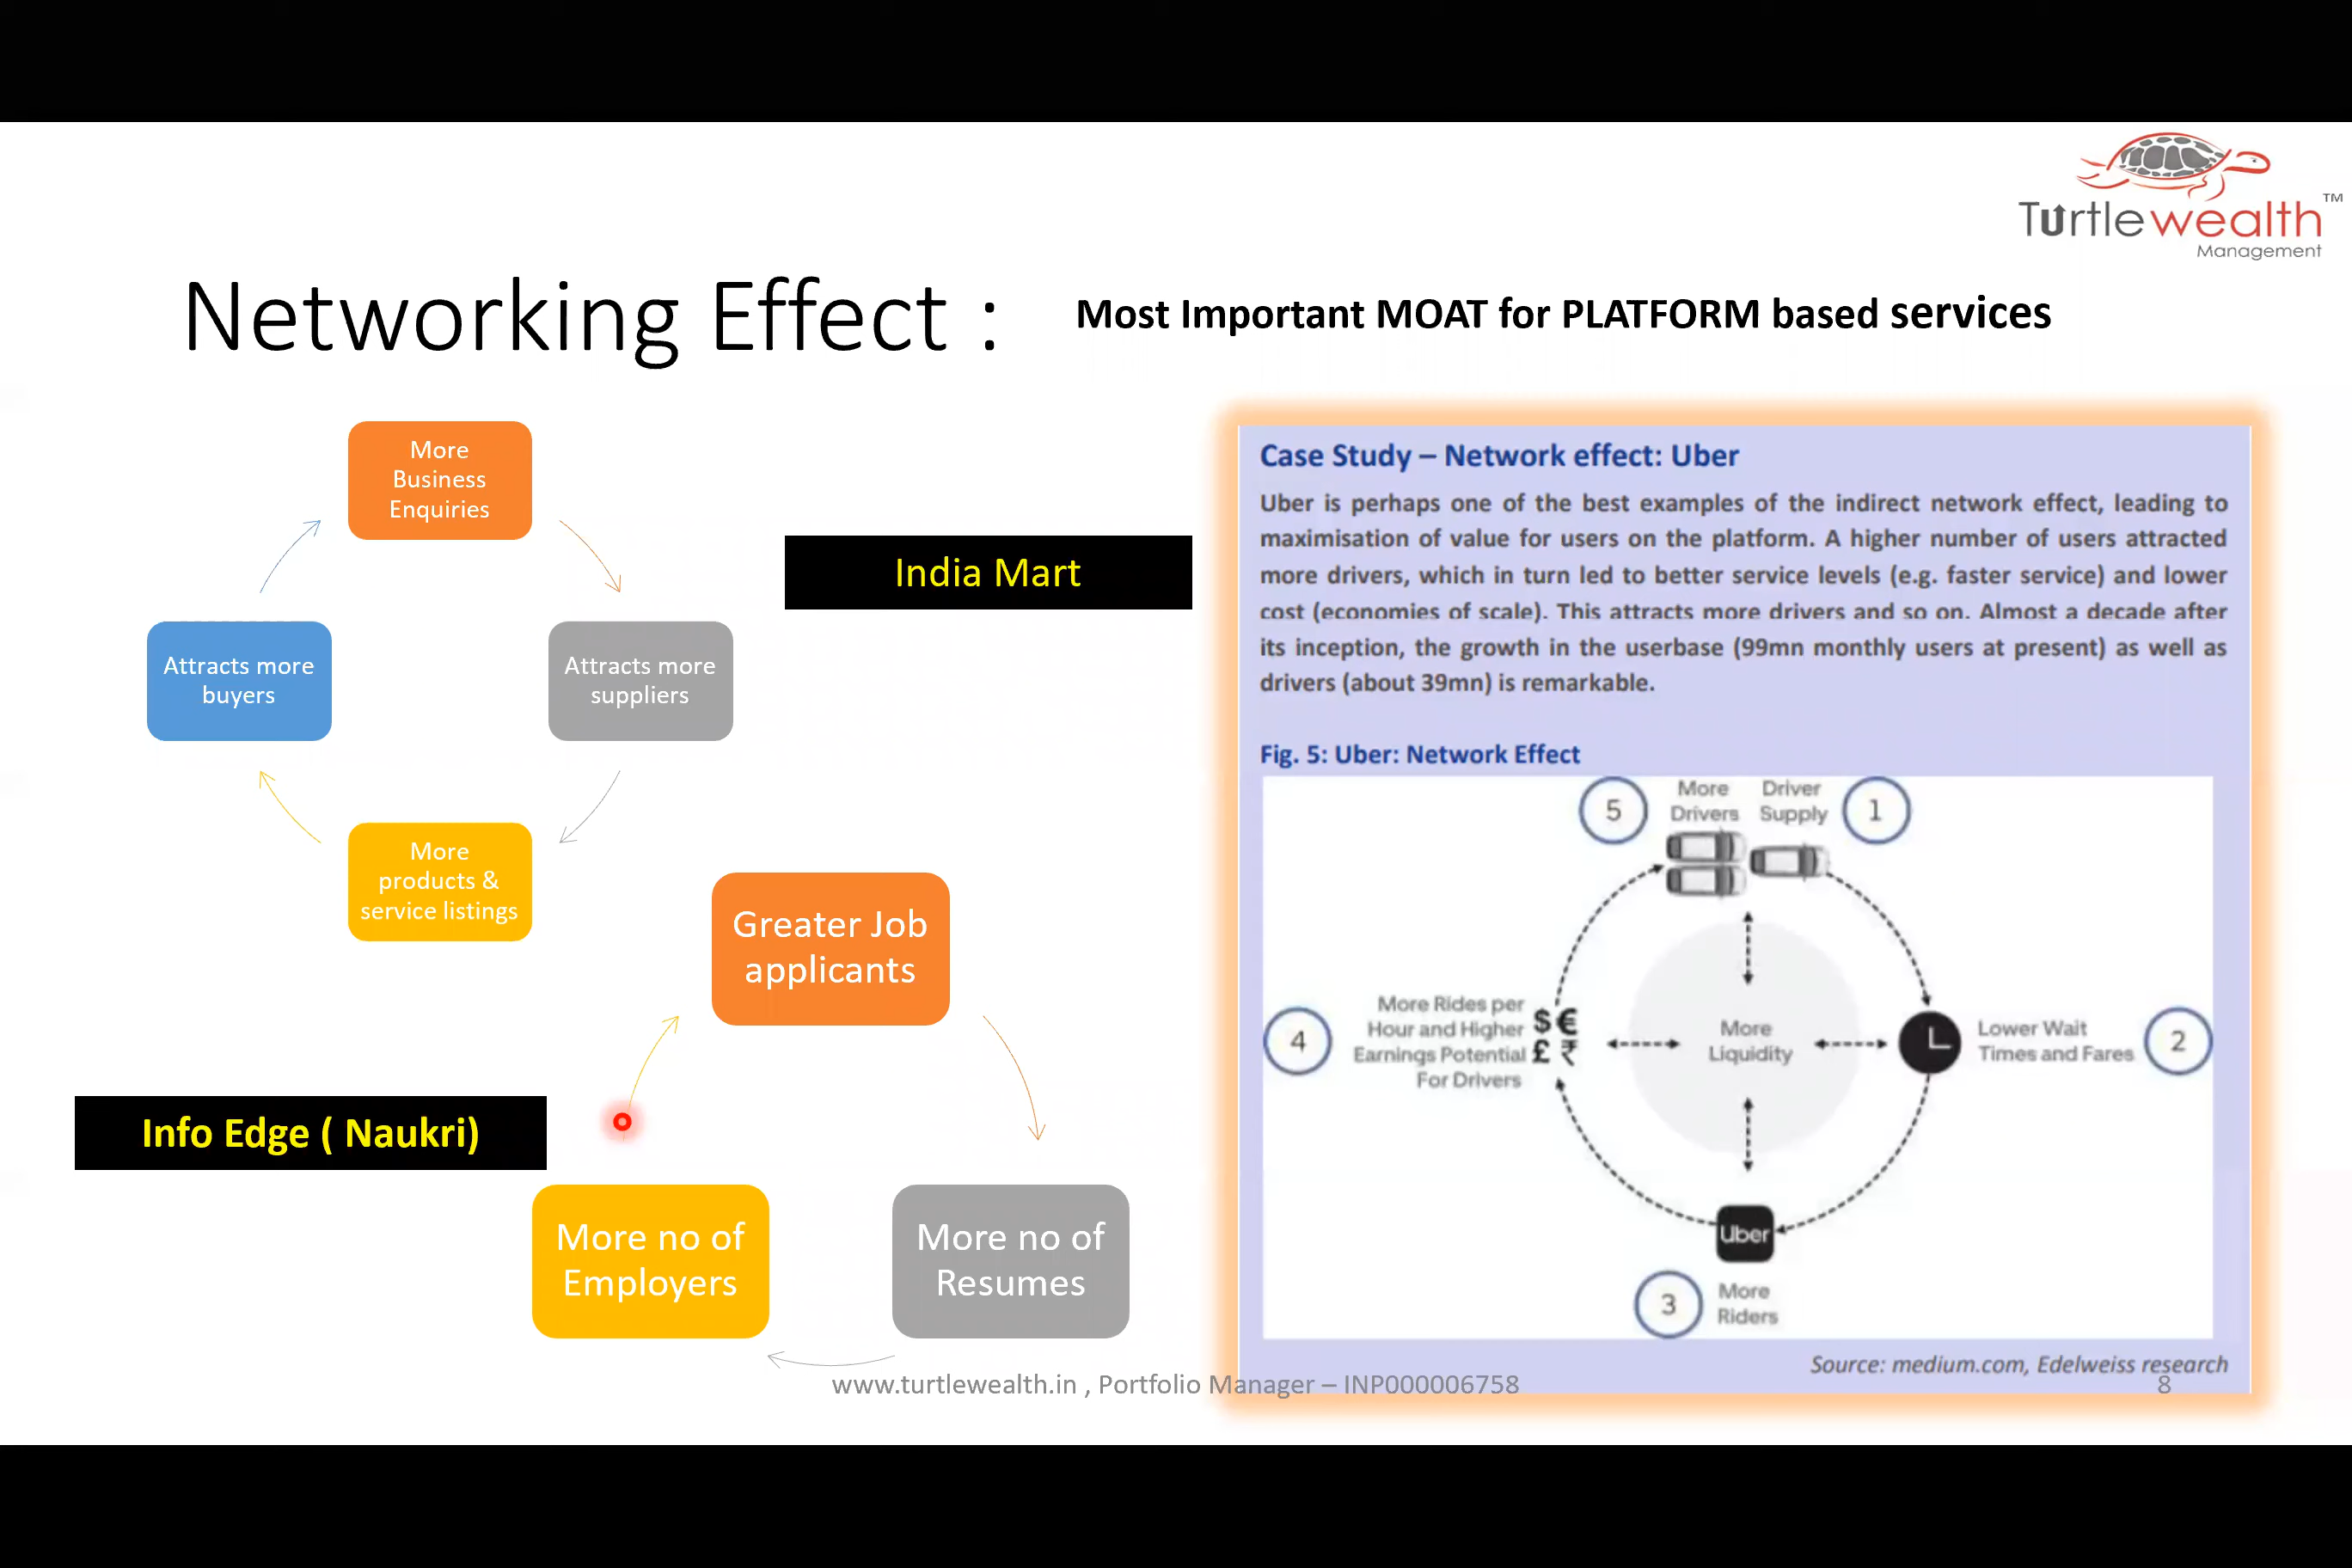 Turtlewealth™
Management
Networking Effect :
Most Important MOAT for PLATFORM based services
More
Business
Enquiries
Attracts more
suppliers
More
products &
service listings
Attracts more
buyers
India Mart
Greater Job
applicants
More no of
Resumes
More no of
Employers
Info Edge ( Naukri)
Case Study – Network effect: Uber
Uber is perhaps one of the best examples of the indirect network effect, leading to
maximisation of value for users on the platform. A higher number of users attracted
more drivers, which in turn led to better service levels (e.g. faster service) and lower
cost (economies of scale). This attracts more drivers and so on. Almost a decade after
its inception, the growth in the userbase (99mn monthly users at present) as well as
drivers (about 39mn) is remarkable.
Fig. 5: Uber: Network Effect
5
More
Drivers
Driver
Supply
1
Lower Wait
Times and Fares
2
More
Liquidity
4
More Rides per
Hour and Higher
Earnings Potential
For Drivers
$ €
£ ₹
Uber
3
More
Riders
Source: medium.com, Edelweiss research
www.turtlewealth.in , Portfolio Manager – INP000006758
8